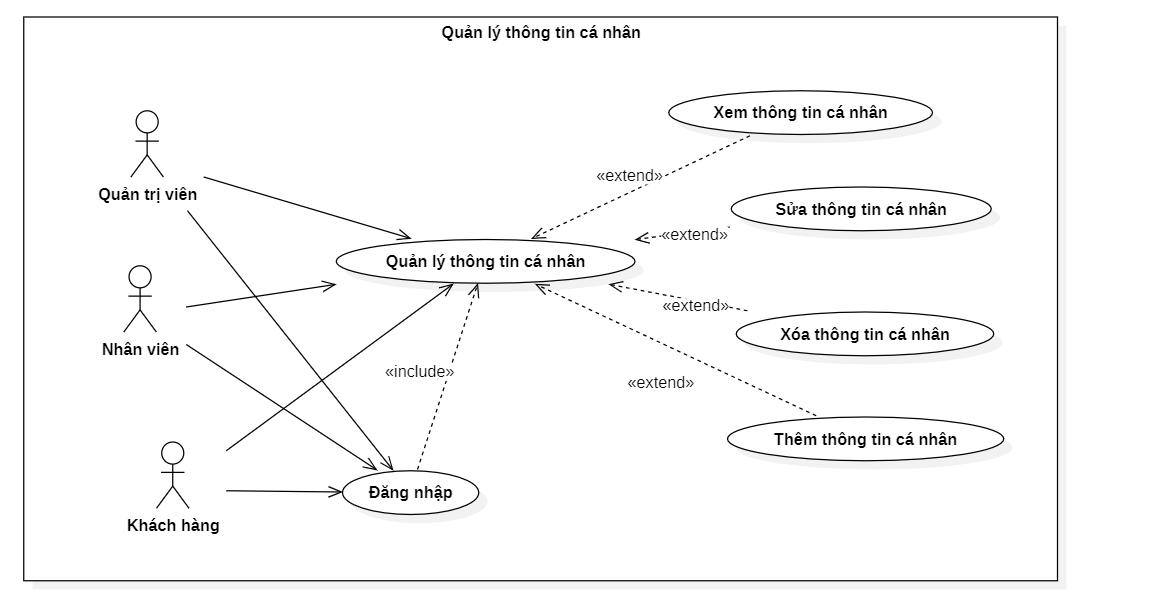 Quản lý thông tin cá nhân
Xem thông tin cá nhân
«extend»
Quản trị viên
Sửa thông tin cá nhân
«extend»
Quản lý thông tin cá nhân
«extend»
Xóa thông tin cá nhân
Nhân viên
«include»
«extend»
Thêm thông tin cá nhân
Đăng nhập
Khách hàng